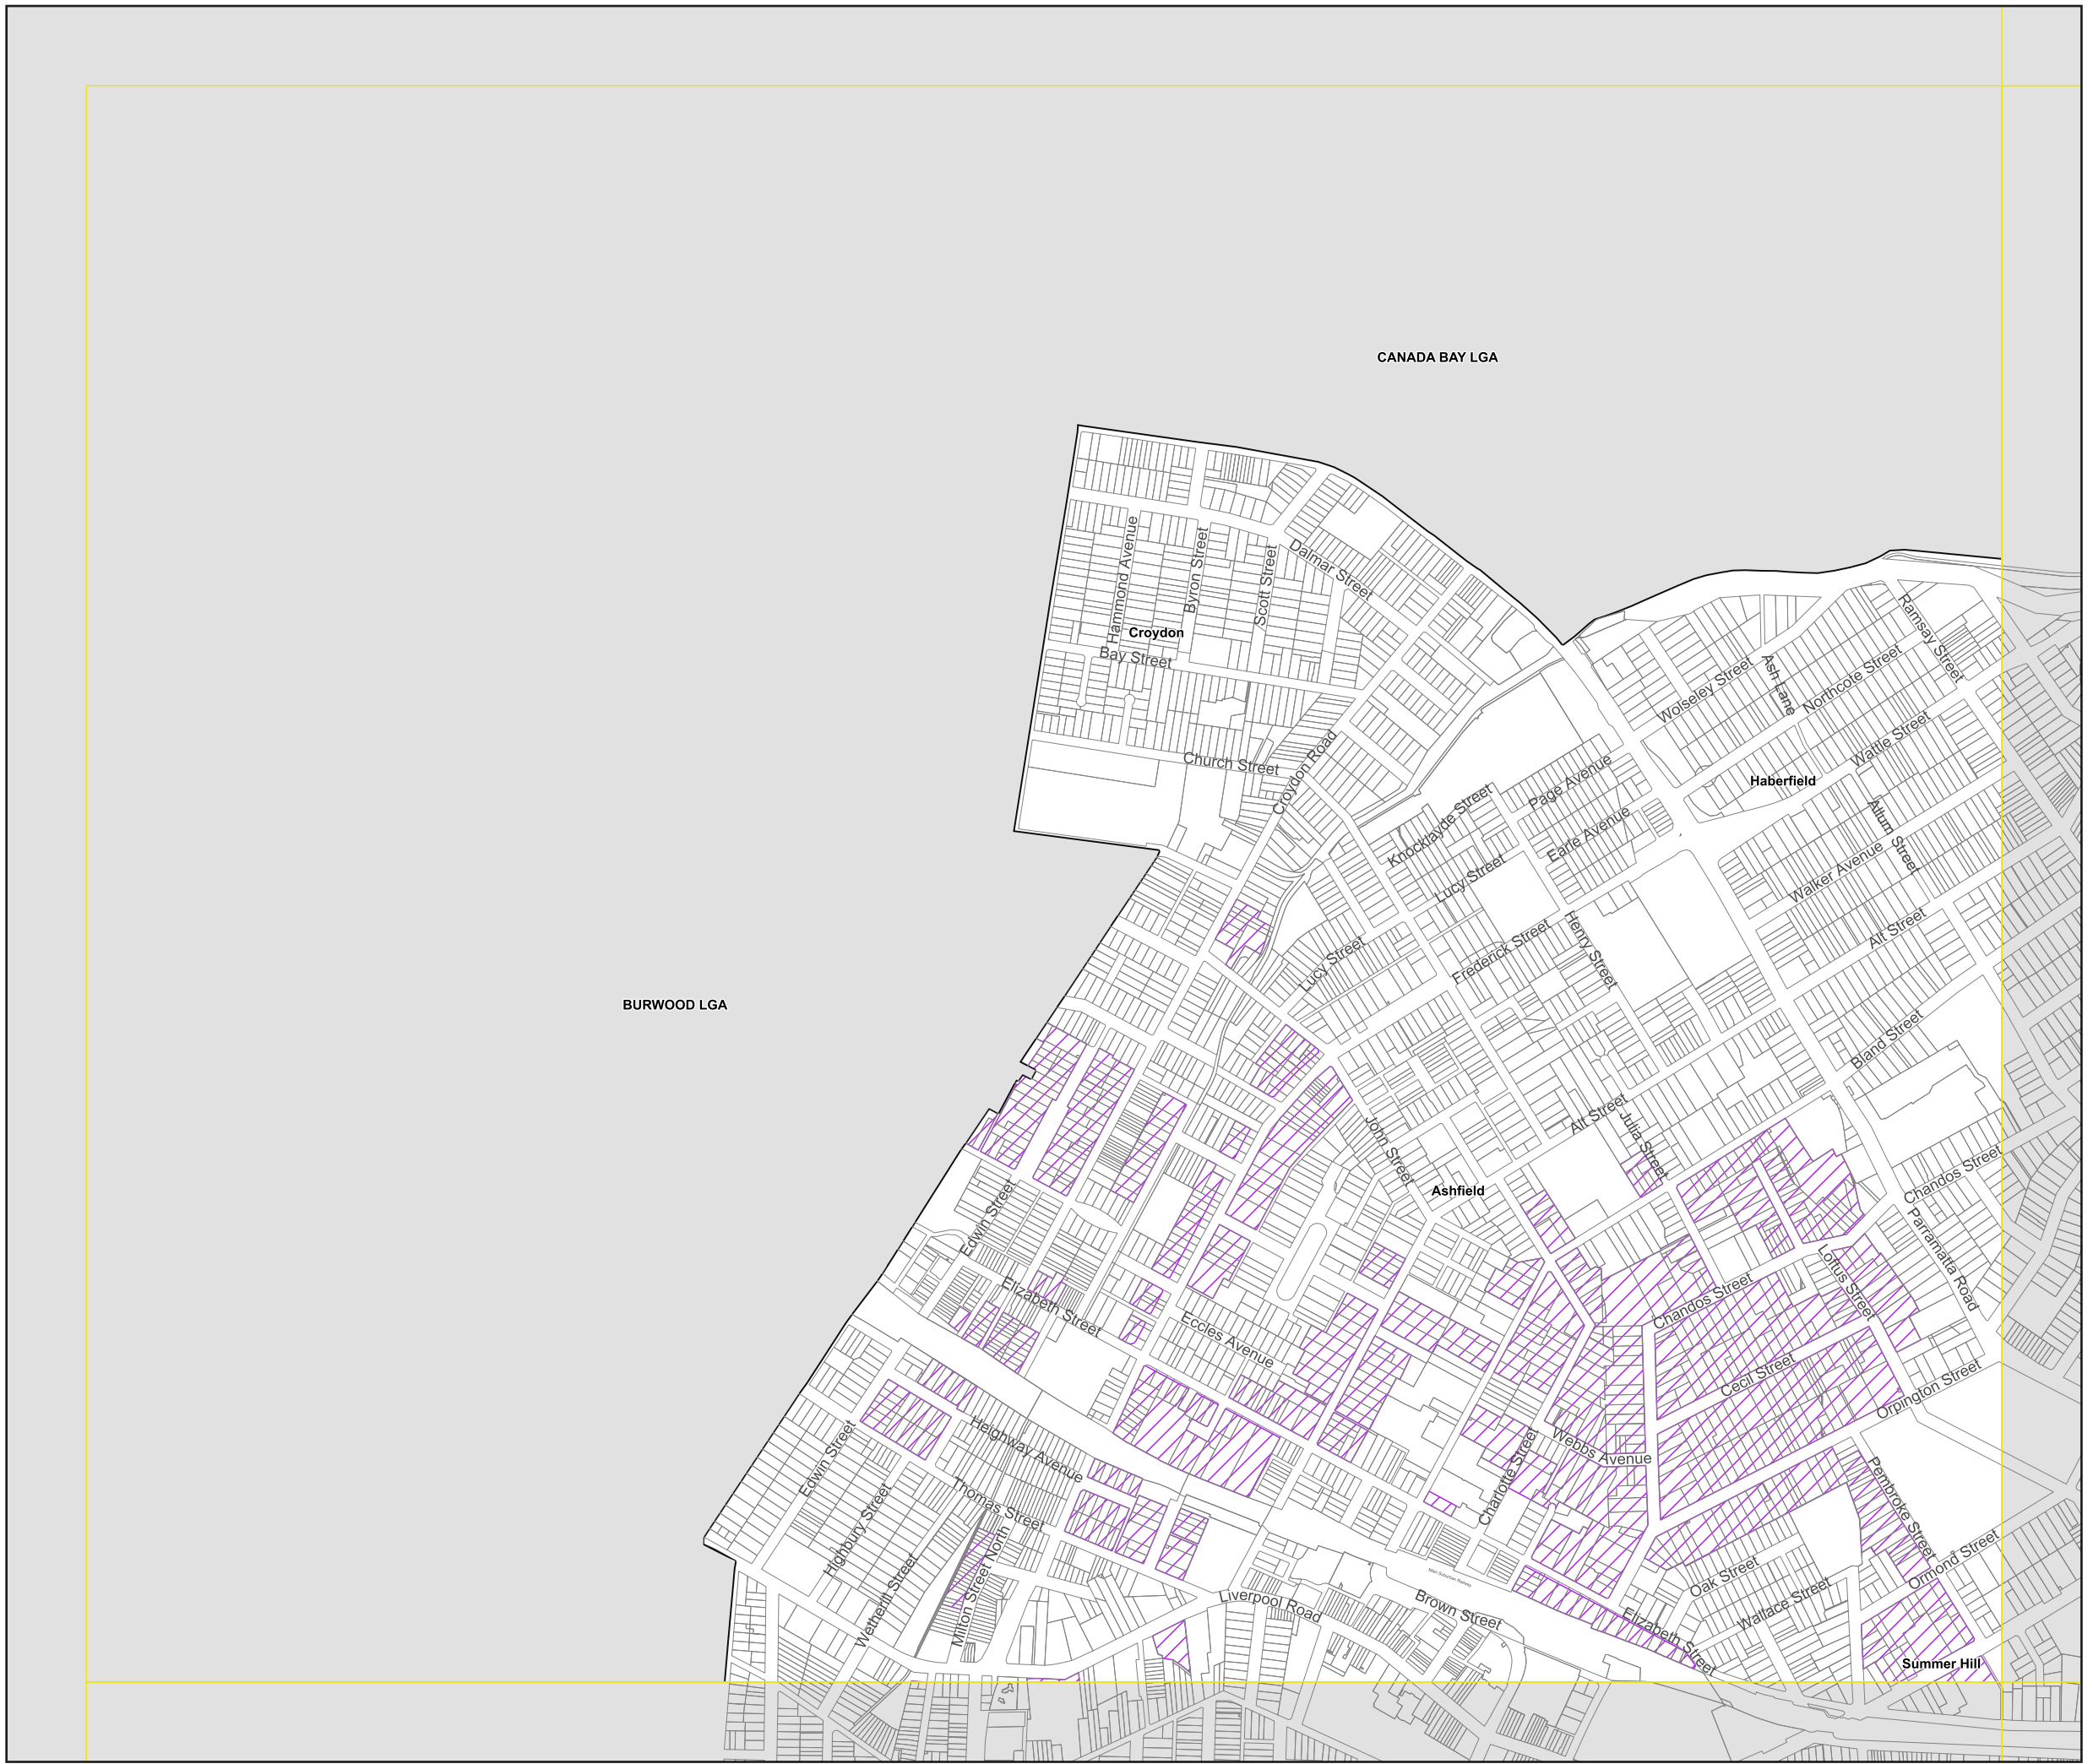 CANADA BAY LGA
Hammond Avenue
Byron Street
Scott Street
Dalmar Street
Croydon
Bay Street
Ramsay Street
Wolseley Street
Ash Lane
Northcote Street
Wattle Street
Church Street
Croydon Road
Page Avenue
Haberfield
Knocklayde Street
Earle Avenue
Allum Street
Lucy Street
Walker Avenue
Alt Street
Henry Street
Frederick Street
Lucy Street
BURWOOD LGA
Bland Street
Alt Street
Julia Street
John Street
Ashfield
Chandos Street
Edwin Street
Parramatta Road
Loftus Street
Chandos Street
Elizabeth Street
Eccles Avenue
Cecil Street
Orpington Street
Edwin Street
Heighway Avenue
Webbs Avenue
Charlotte Street
Pembroke Street
Thomas Street
Highbury Street
Milton Street North
Wetherill Street
Main Suburban Railway
Oak Street
Ormond Street
Liverpool Road
Brown Street
Wallace Street
Elizabeth Street
Summer Hill